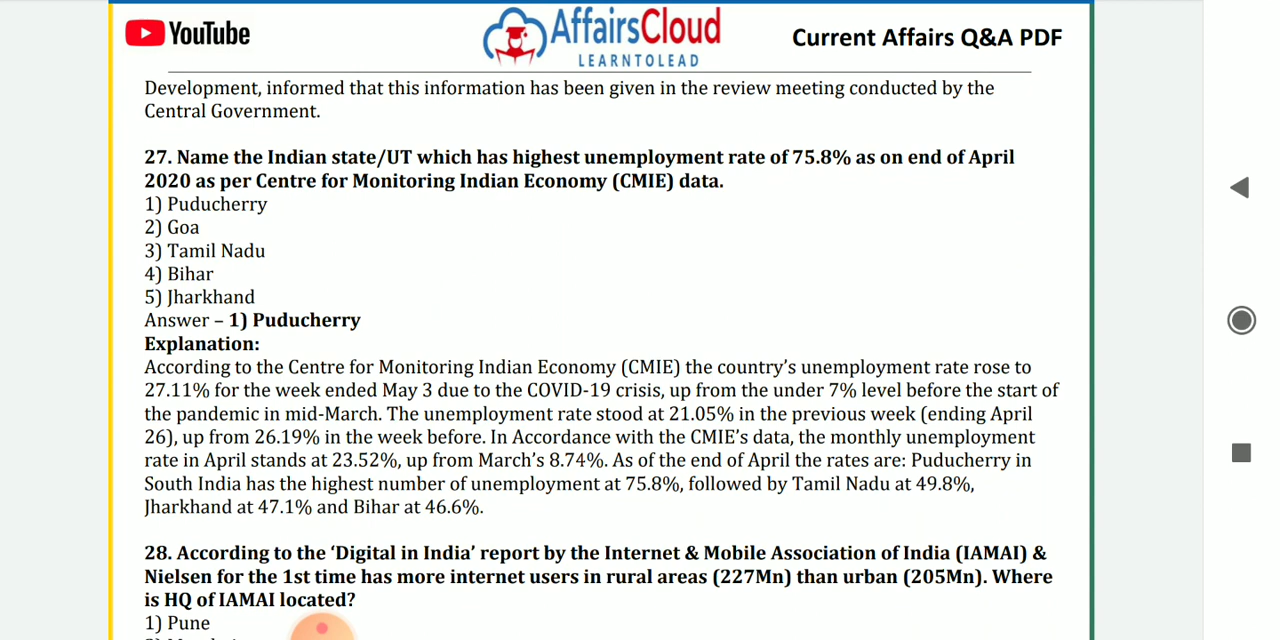 YouTube
AffairsCloud
LEARNTOLEAD
Current Affairs Q&A PDF
Development, informed that this information has been given in the review meeting conducted by the
Central Government.
27. Name the Indian state/UT which has highest unemployment rate of 75.8% as on end of April
2020 as per Centre for Monitoring Indian Economy (CMIE) data.
1) Puducherry
2) Goa
3) Tamil Nadu
4) Bihar
5) Jharkhand
Answer – 1) Puducherry
Explanation:
According to the Centre for Monitoring Indian Economy (CMIE) the country’s unemployment rate rose to
27.11% for the week ended May 3 due to the COVID-19 crisis, up from the under 7% level before the start of
the pandemic in mid-March. The unemployment rate stood at 21.05% in the previous week (ending April
26), up from 26.19% in the week before. In Accordance with the CMIE’s data, the monthly unemployment
rate in April stands at 23.52%, up from March’s 8.74%. As of the end of April the rates are: Puducherry in
South India has the highest number of unemployment at 75.8%, followed by Tamil Nadu at 49.8%,
Jharkhand at 47.1% and Bihar at 46.6%.
28. According to the ‘Digital in India’ report by the Internet & Mobile Association of India (IAMAI) &
Nielsen for the 1st time has more internet users in rural areas (227Mn) than urban (205Mn). Where
is HQ of IAMAI located?
1) Pune